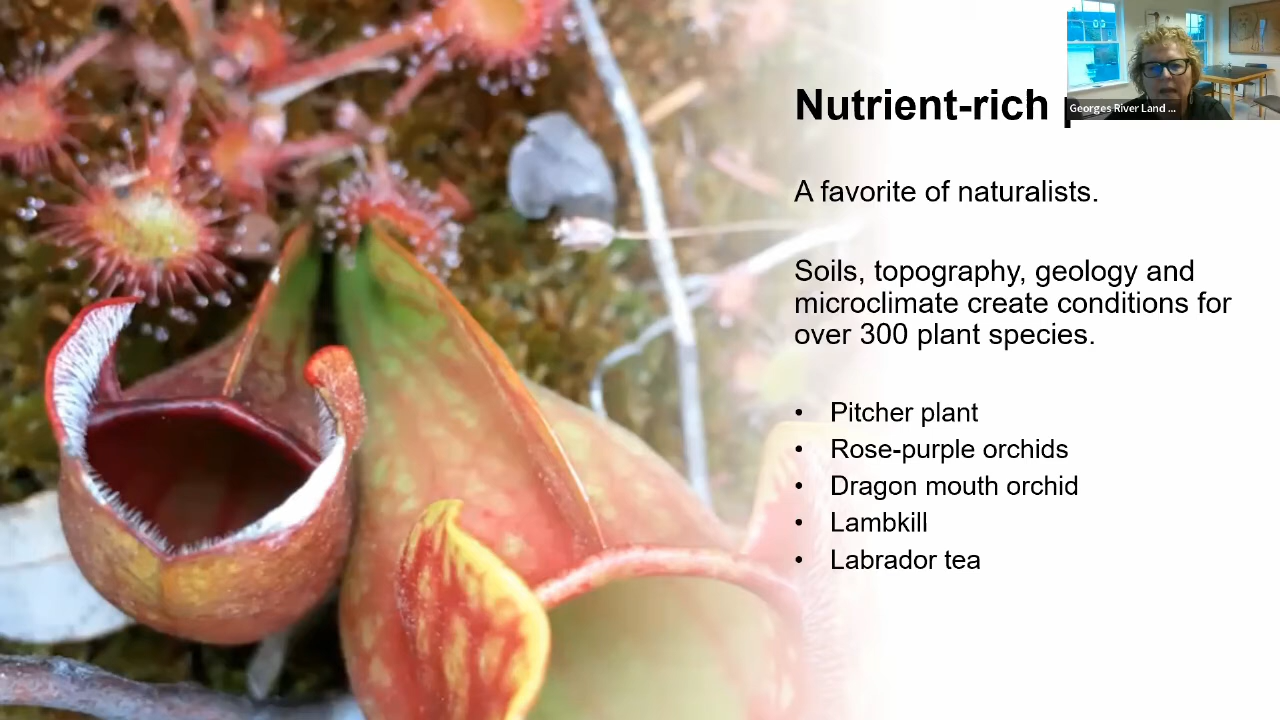 Nutrient-rich
Georges River Land ...
A favorite of naturalists.
Soils, topography, geology and
microclimate create conditions for
over 300 plant species.
• Pitcher plant
• Rose-purple orchids
• Dragon mouth orchid
• Lambkill
• Labrador tea